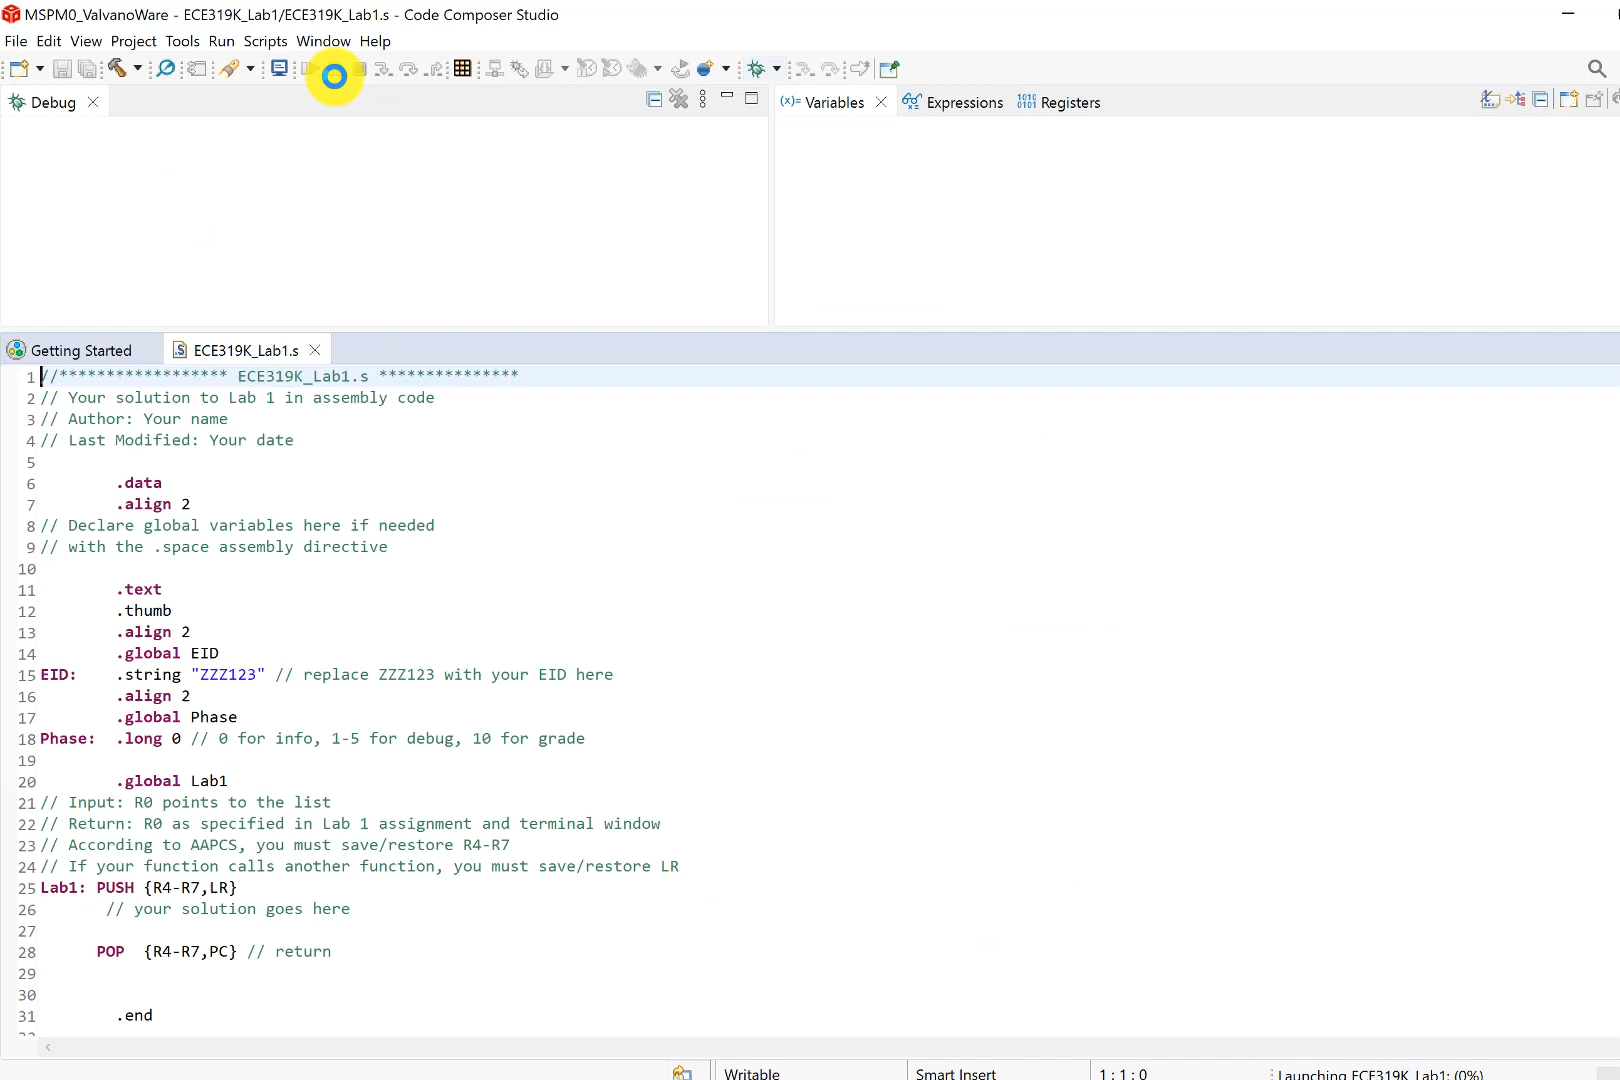 MSPM0_ValvanoWare - ECE319K_Lab1/ECE319K_Lab1.s - Code Composer Studio
File Edit View Project Tools Run Scripts Window Help
Debug
(x)= Variables Expressions 1010 0101 Registers
Getting Started ECE319K_Lab1.s
1 //****************** ECE319K_Lab1.s ***************
2 // Your solution to Lab 1 in assembly code
3 // Author: Your name
4 // Last Modified: Your date
5
6 .data
7 .align 2
8 // Declare global variables here if needed
9 // with the .space assembly directive
10
11 .text
12 .thumb
13 .align 2
14 .global EID
15 EID: .string "ZZZ123" // replace ZZZ123 with your EID here
16 .align 2
17 .global Phase
18 Phase: .long 0 // 0 for info, 1-5 for debug, 10 for grade
19
20 .global Lab1
21 // Input: R0 points to the list
22 // Return: R0 as specified in Lab 1 assignment and terminal window
23 // According to AAPCS, you must save/restore R4-R7
24 // If your function calls another function, you must save/restore LR
25 Lab1: PUSH {R4-R7,LR}
26 // your solution goes here
27
28 POP {R4-R7,PC} // return
29
30
31 .end
Writable Smart Insert 1 : 1 : 0 Launching ECE319K_Lab1: (0%)